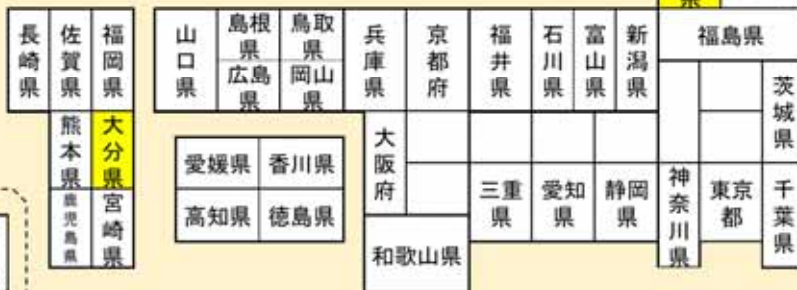 県
長崎県
佐賀県
福岡県
山口県
島根県
鳥取県
広島県
岡山県
兵庫県
京都府
福井県
石川県
富山県
新潟県
福島県
茨城県
熊本県
大分県
愛媛県
香川県
大阪府
高知県
徳島県
三重県
愛知県
静岡県
神奈川県
東京都
千葉県
鹿児島県
宮崎県
和歌山県